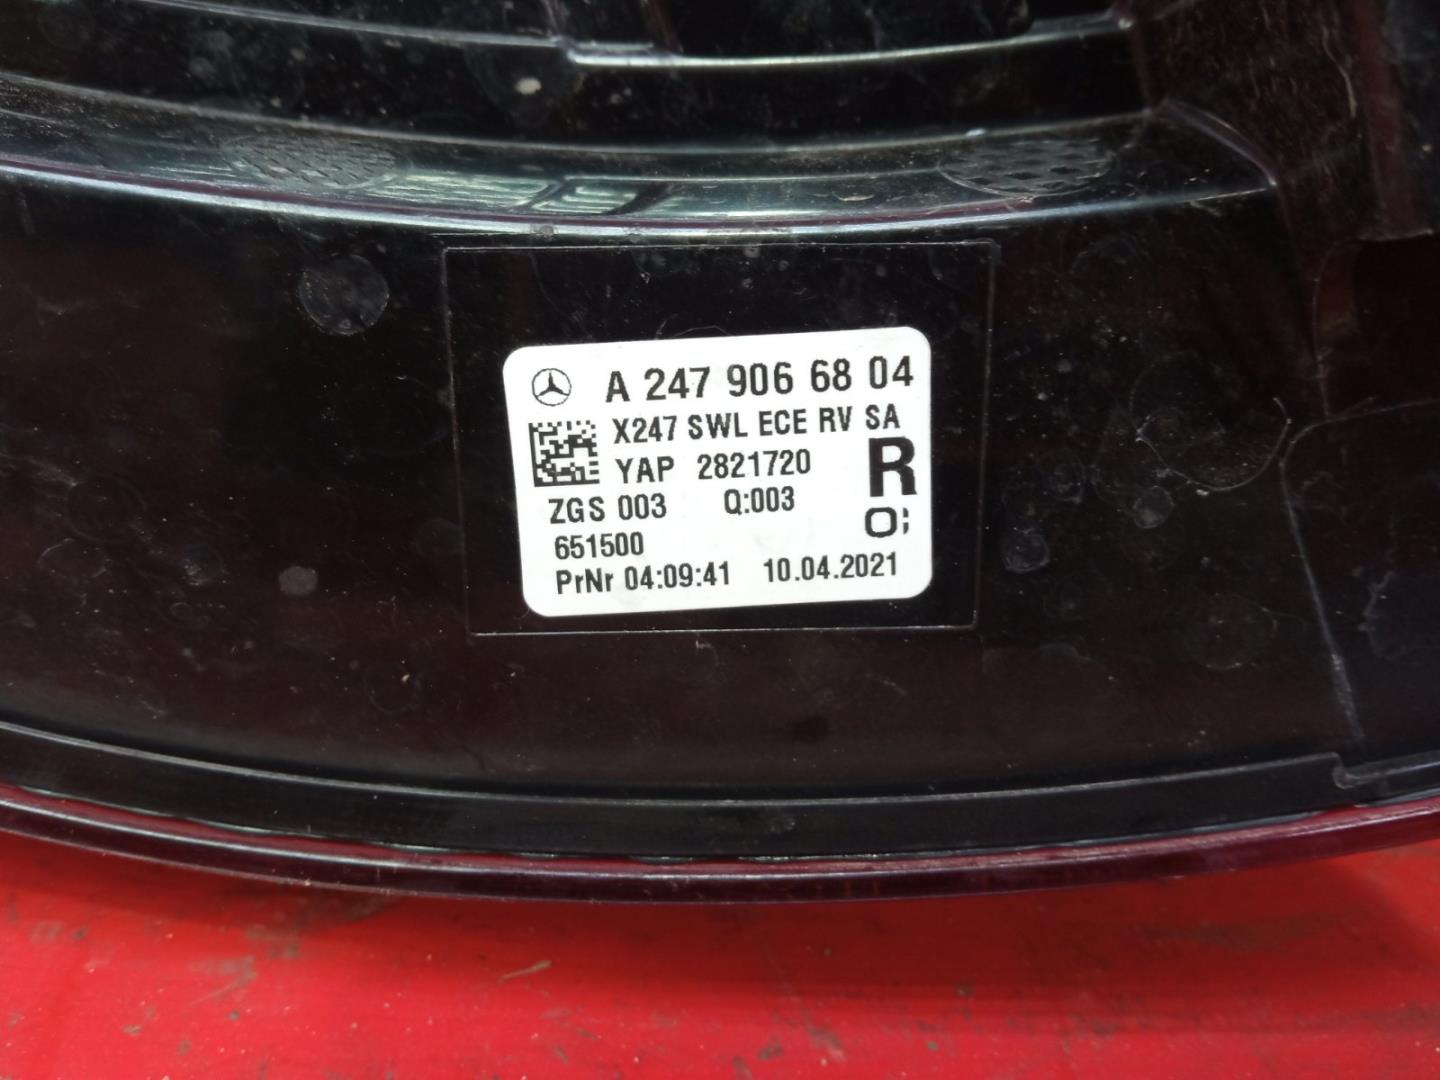 A 247 906 68 04
X247 SWL ECE RV SA
YAP 2821720 R
ZGS 003 Q:003
651500
PrNr 04:09:41 10.04.2021